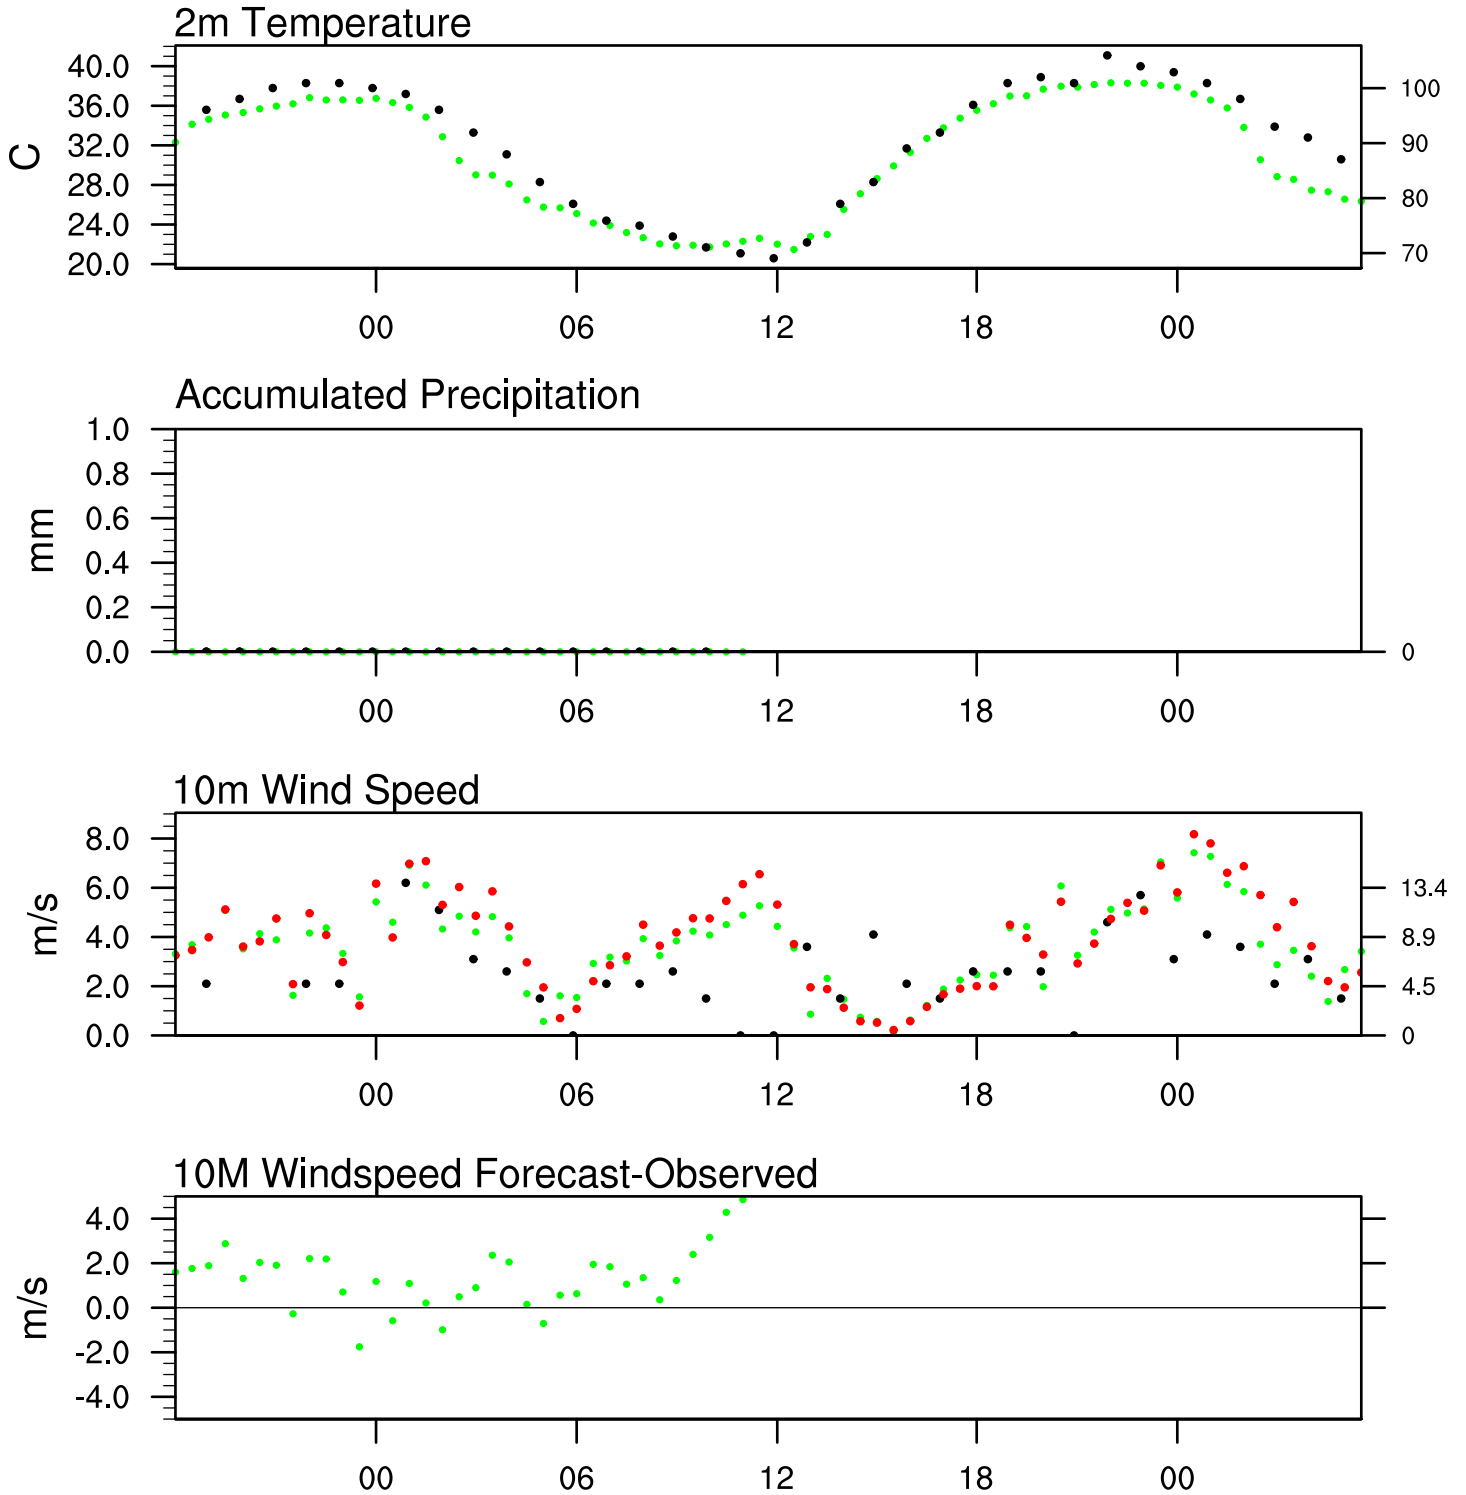 2m Temperature
40.0
36.0
32.0
28.0
24.0
20.0
C
100
90
80
70
00 06 12 18 00
Accumulated Precipitation
1.0
0.8
0.6
0.4
0.2
0.0
mm
0
00 06 12 18 00
10m Wind Speed
8.0
6.0
4.0
2.0
0.0
m/s
13.4
8.9
4.5
0
00 06 12 18 00
10M Windspeed Forecast-Observed
4.0
2.0
0.0
-2.0
-4.0
m/s
00 06 12 18 00